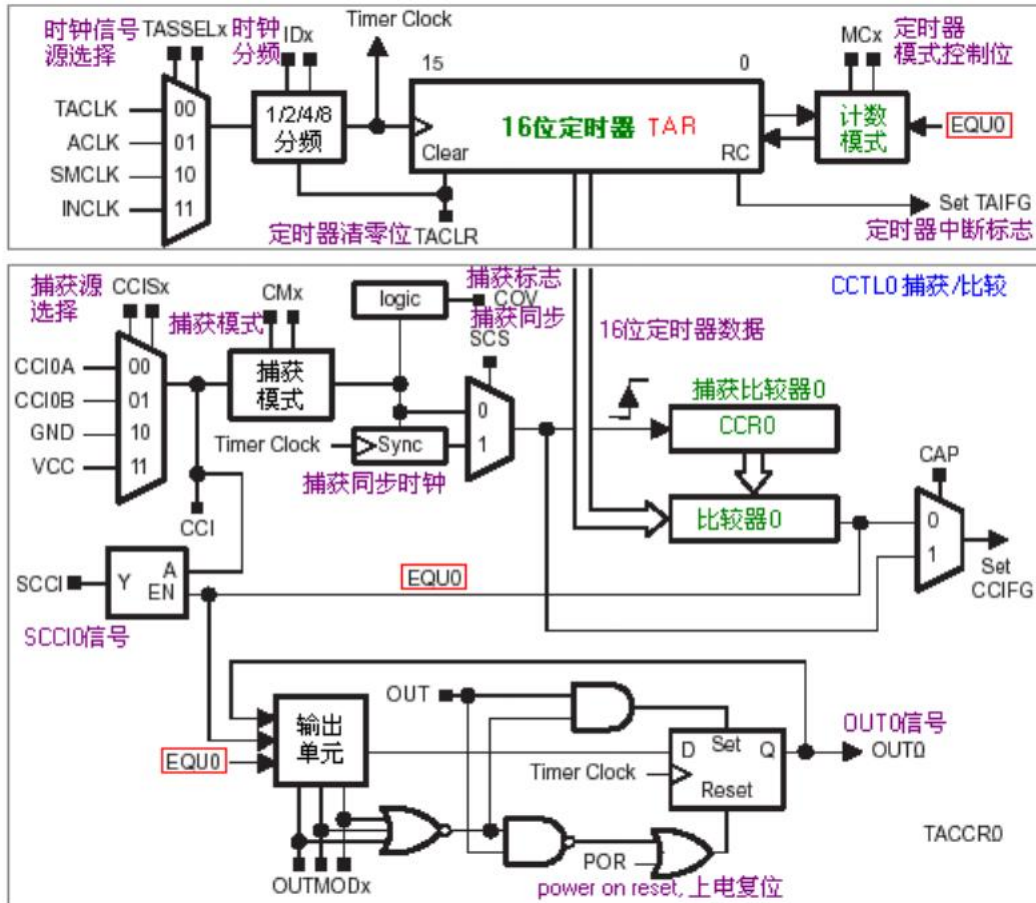 时钟信号
源选择
TASSELx
时钟
分频
IDx
Timer Clock
定时器
模式控制位
MCx
15
0
TACLK
ACLK
SMCLK
INCLK
00
01
10
11
1/2/4/8
分频
16位定时器 TAR
Clear
RC
计数
模式
EQU0
Set TAIFG
定时器中断标志
定时器清零位
TACLR
捕获源
选择
CCISx
捕获模式
CMx
logic
捕获标志
COV
捕获同步
SCS
16位定时器数据
CCTL0 捕获/比较
CCI0A
CCI0B
GND
VCC
00
01
10
11
捕获
模式
Timer Clock
Sync
捕获同步时钟
0
1
捕获比较器0
CCR0
比较器0
CAP
0
1
Set
CCIFG
CCI
SCCI
Y
A
EN
SCCI0信号
EQU0
OUT
输出
单元
EQU0
OUTMODx
D
Set
Q
Timer Clock
Reset
OUT0信号
OUT0
POR
power on reset, 上电复位
TACCR0